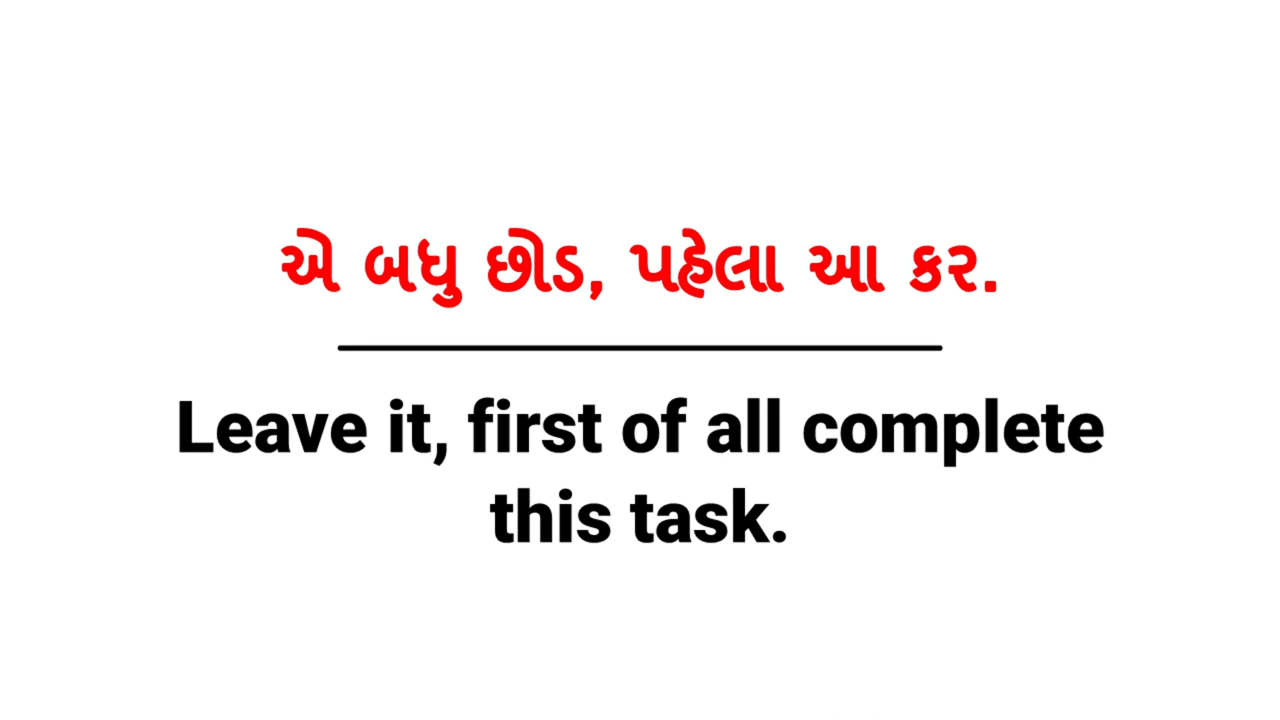 એ બધુ છોડ, પહેલા આ કર.
Leave it, first of all complete
this task.